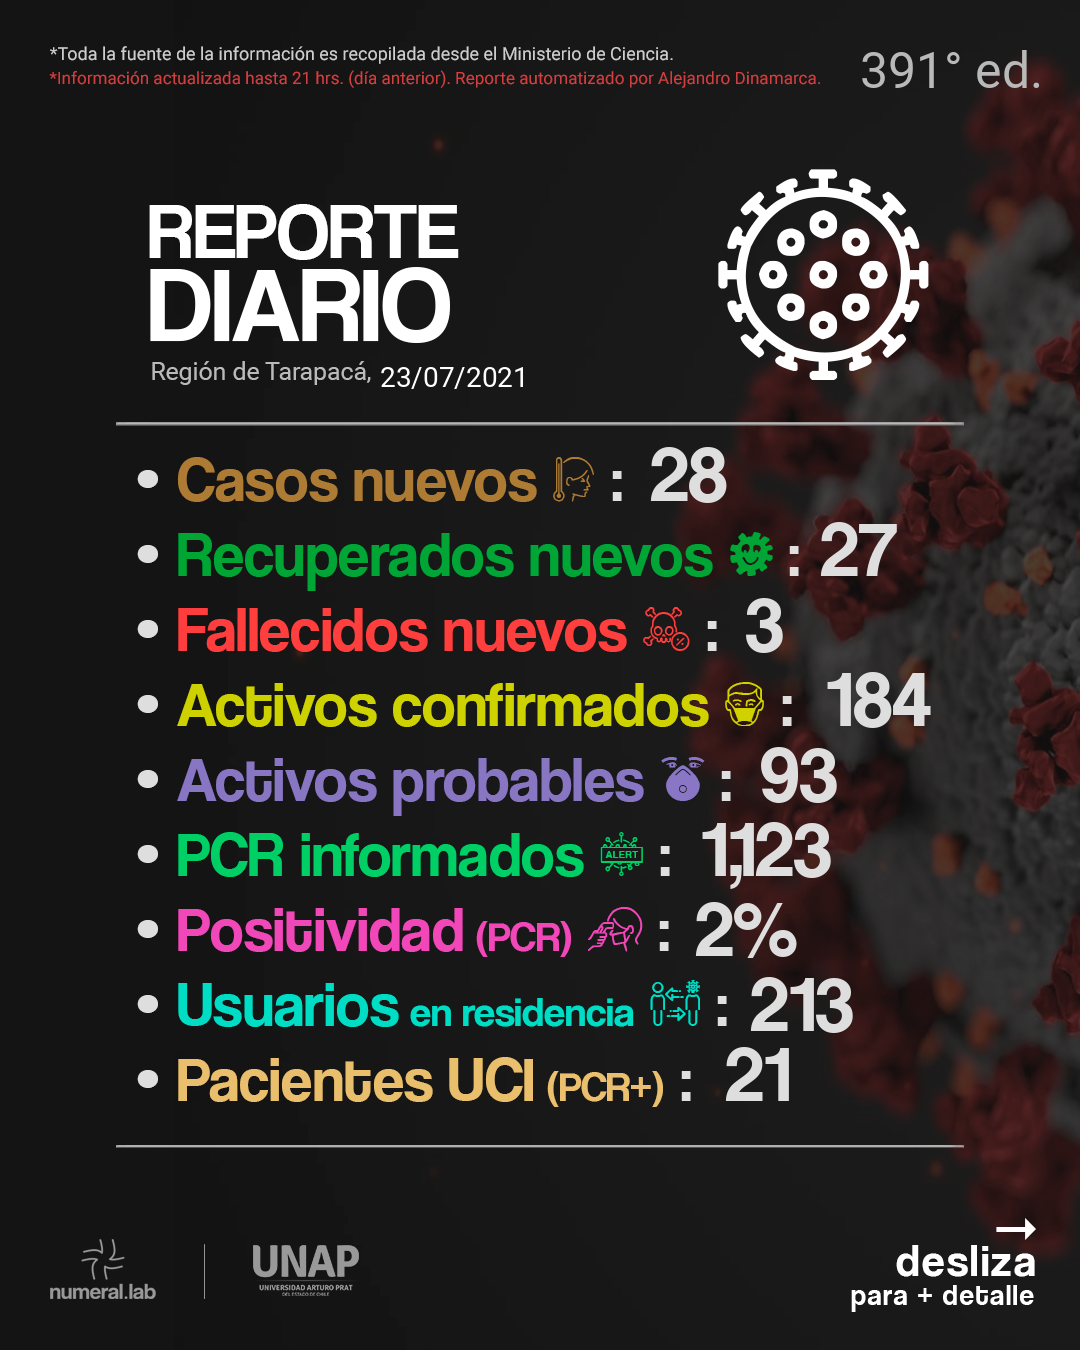 *Toda la fuente de la información es recopilada desde el Ministerio de Ciencia.
*Información actualizada hasta 21 hrs. (día anterior). Reporte automatizado por Alejandro Dinamarca.
391° ed.
REPORTE
DIARIO
Región de Tarapacá, 23/07/2021
• Casos nuevos : 28
• Recuperados nuevos : 27
• Fallecidos nuevos % : 3
• Activos confirmados : 184
• Activos probables : 93
• PCR informados ALERT : 1,123
• Positividad (PCR) : 2%
• Usuarios en residencia : 213
• Pacientes UCI (PCR+) : 21
numeral.lab
UNAP
UNIVERSIDAD ARTURO PRAT
DEL ESTADO DE CHILE
desliza
para + detalle